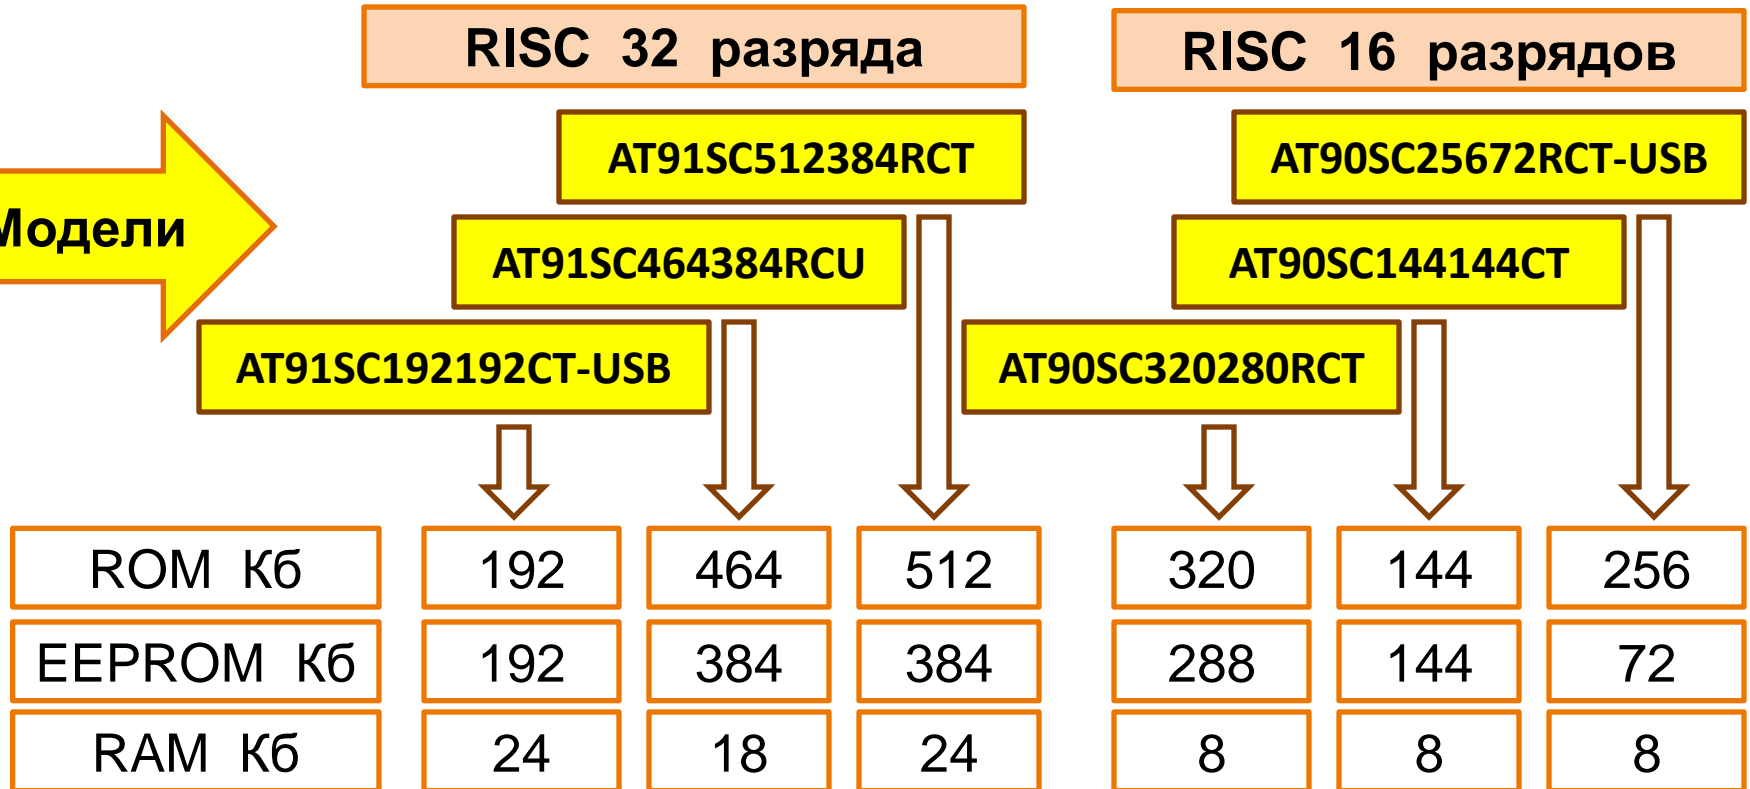 RISC 32 разряда
RISC 16 разрядов
AT91SC512384RCT
AT90SC25672RCT-USB
Модели
AT91SC464384RCU
AT90SC144144CT
AT91SC192192CT-USB
AT90SC320280RCT
ROM Кб 192 464 512 320 144 256
EEPROM Кб 192 384 384 288 144 72
RAM Кб 24 18 24 8 8 8